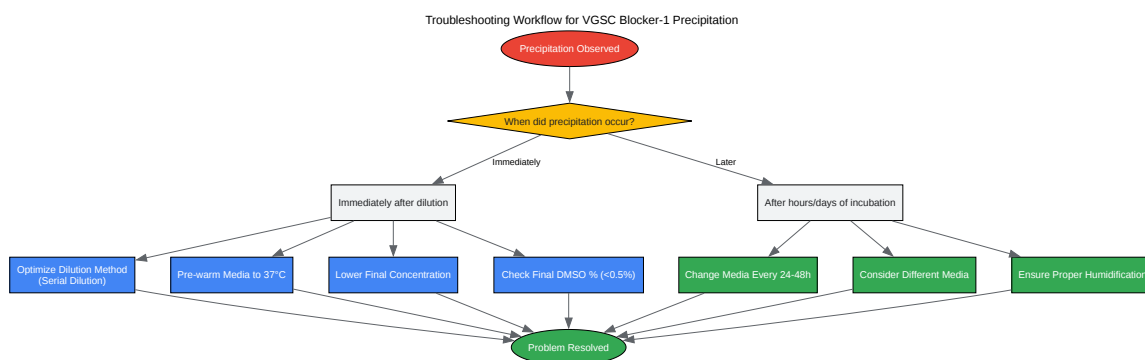 Troubleshooting Workflow for VGSC Blocker-1 Precipitation
Precipitation Observed
When did precipitation occur?
Immediately
Later
Immediately after dilution
After hours/days of incubation
Optimize Dilution Method
(Serial Dilution)
Pre-warm Media to 37°C
Lower Final Concentration
Check Final DMSO % (<0.5%)
Change Media Every 24-48h
Consider Different Media
Ensure Proper Humidification
Problem Resolved